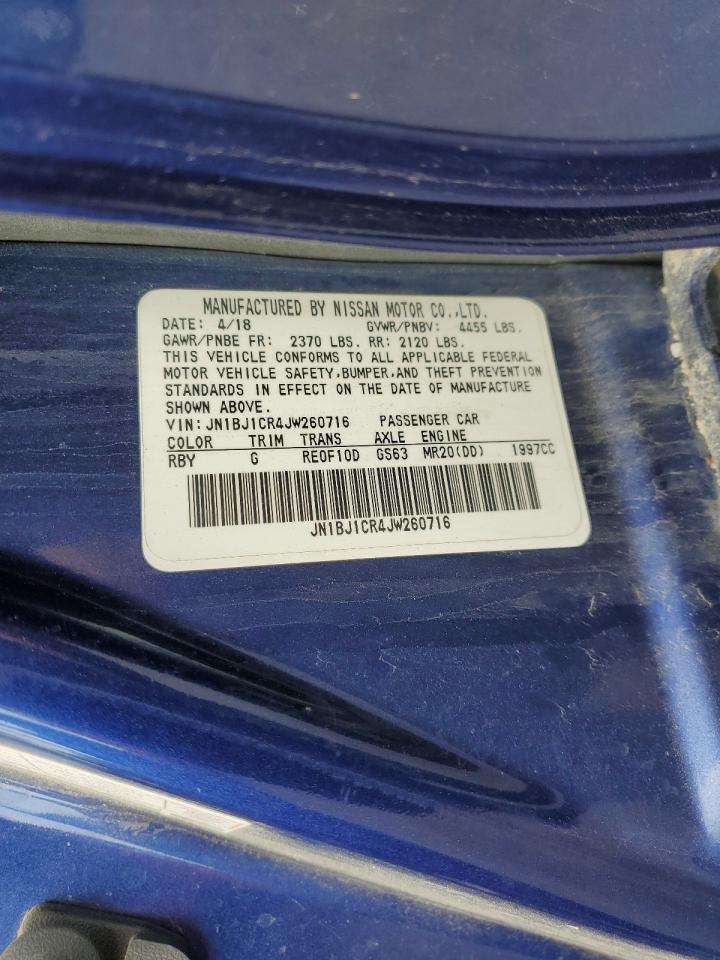 MANUFACTURED BY NISSAN MOTOR CO.,LTD.
DATE: 4/18 GVWR/PNBV: 4455 LBS.
GAWR/PNBE FR: 2370 LBS. RR: 2120 LBS.
THIS VEHICLE CONFORMS TO ALL APPLICABLE FEDERAL
MOTOR VEHICLE SAFETY,BUMPER,AND THEFT PREVENTION
STANDARDS IN EFFECT ON THE DATE OF MANUFACTURE
SHOWN ABOVE.
VIN:JN1BJ1CR4JW260716 PASSENGER CAR
COLOR TRIM TRANS AXLE ENGINE
RBY G RE0F10D GS63 MR20(DD) 1997CC
JN1BJ1CR4JW260716